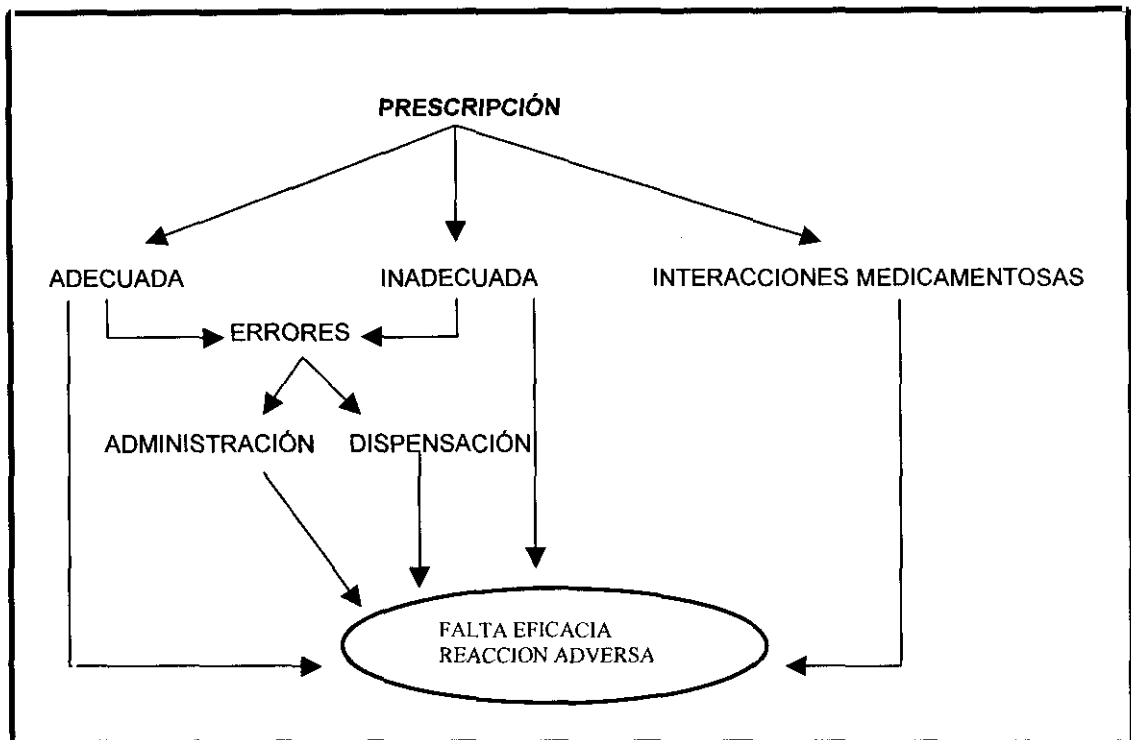 PRESCRIPCIÓN
ADECUADA
INADECUADA
INTERACCIONES MEDICAMENTOSAS
ERRORES
ADMINISTRACIÓN
DISPENSACIÓN
FALTA EFICACIA
REACCION ADVERSA